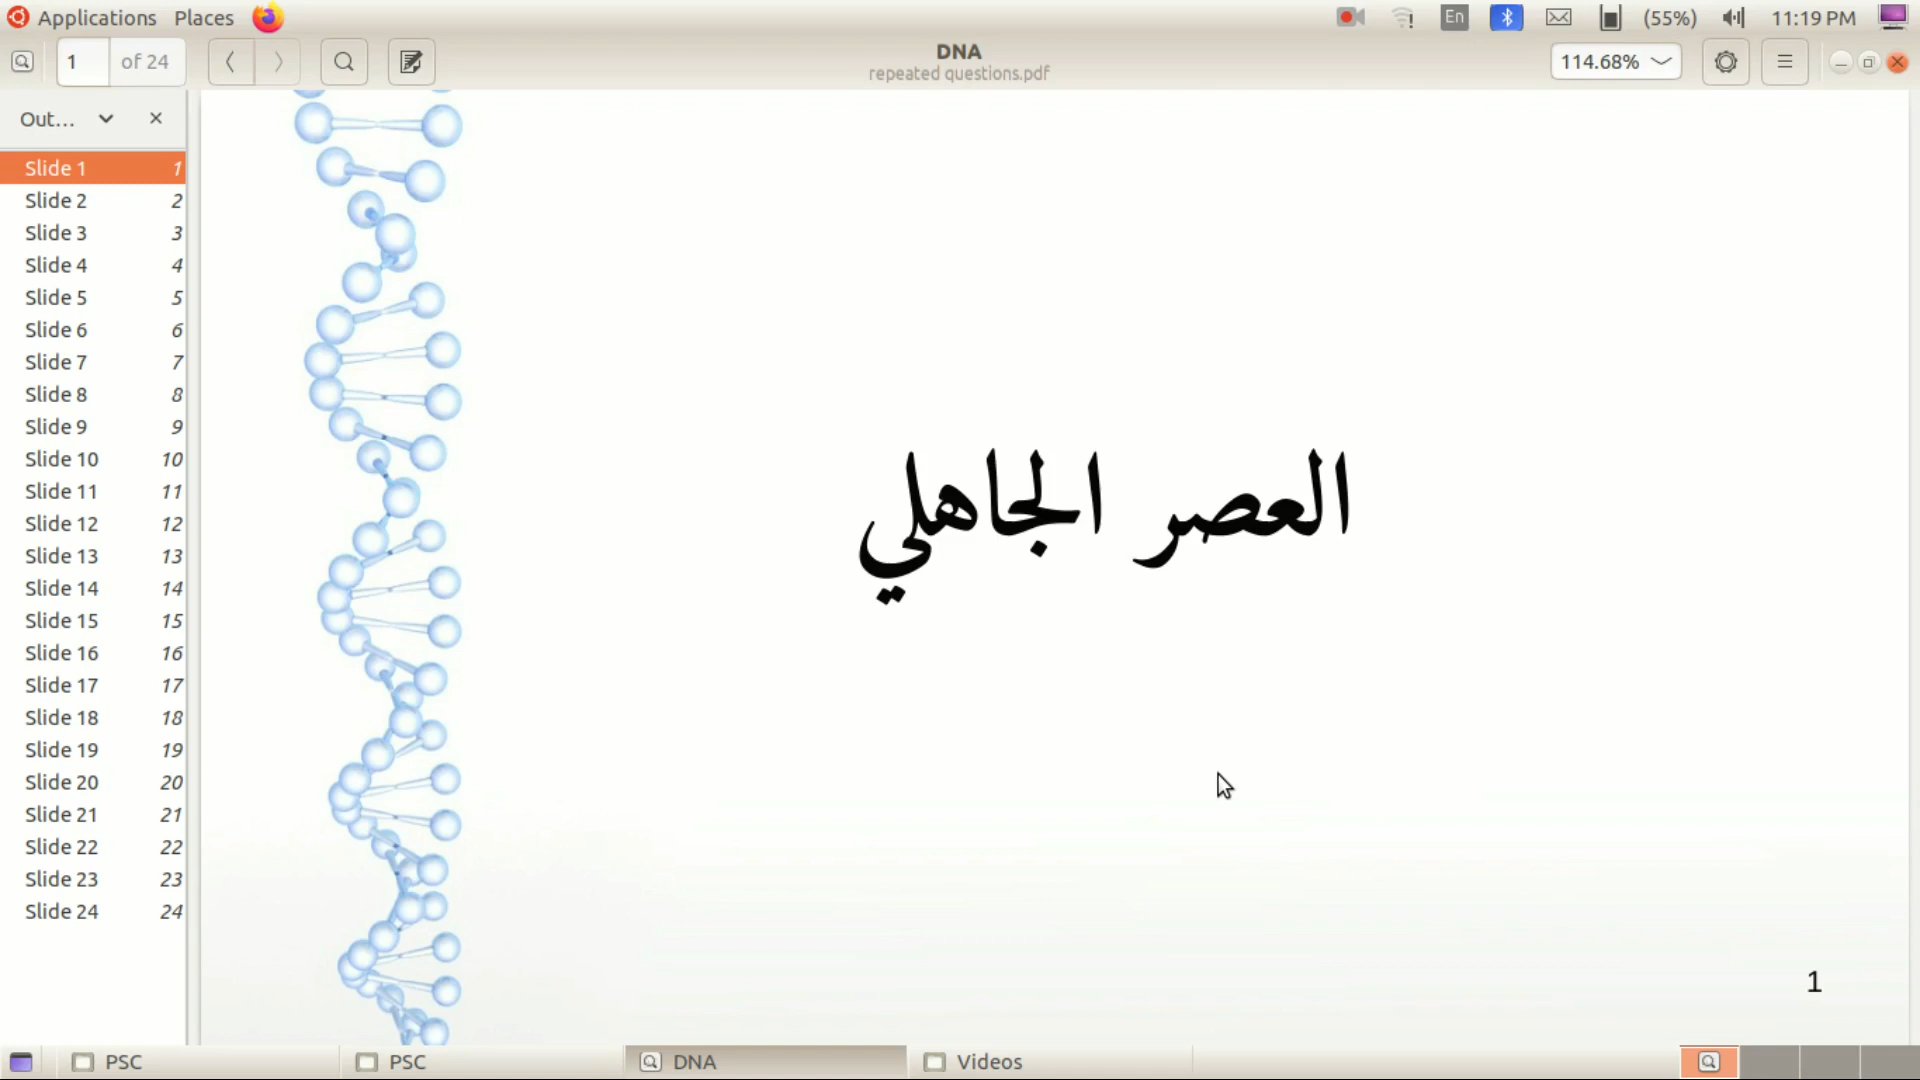 Applications Places En (55%) 11:19 PM
1 of 24 DNA 114.68%
repeated questions.pdf
Out...
Slide 1 1
Slide 2 2
Slide 3 3
Slide 4 4
Slide 5 5
Slide 6 6
Slide 7 7
Slide 8 8
Slide 9 9
Slide 10 10
Slide 11 11
Slide 12 12
Slide 13 13
Slide 14 14
Slide 15 15
Slide 16 16
Slide 17 17
Slide 18 18
Slide 19 19
Slide 20 20
Slide 21 21
Slide 22 22
Slide 23 23
Slide 24 24
العصر الجاهلي
1
PSC PSC DNA Videos